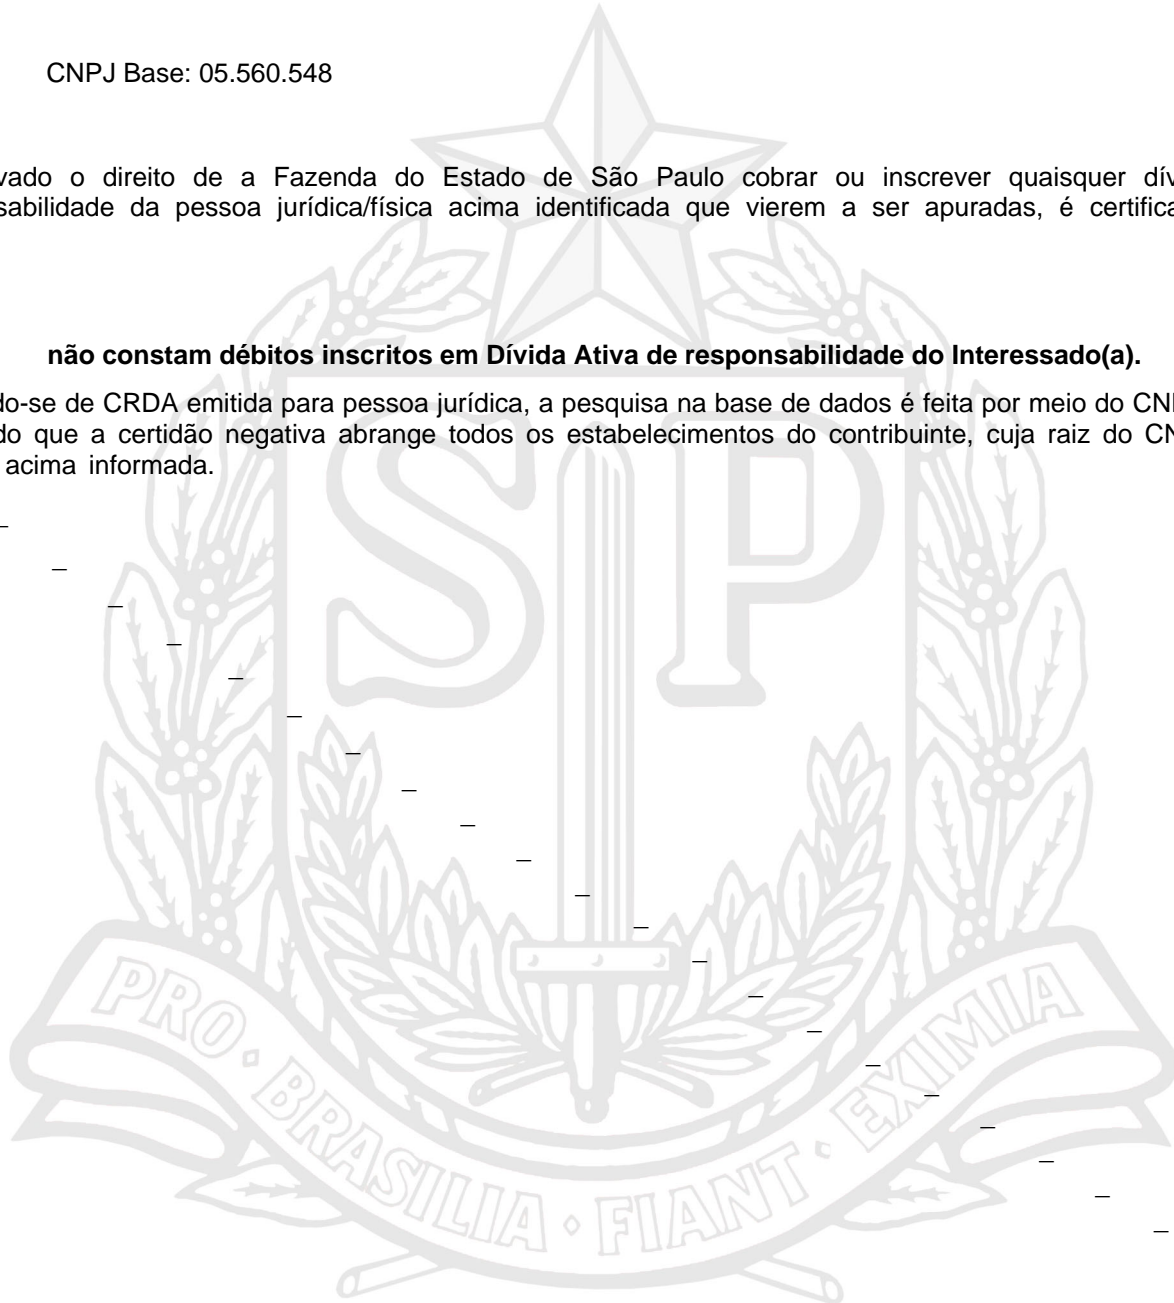 CNPJ Base: 05.560.548
vado o direito de a Fazenda do Estado de São Paulo cobrar ou inscrever quaisquer dív
sabilidade da pessoa jurídica/física acima identificada que vierem a ser apuradas, é certifica
não constam débitos inscritos em Dívida Ativa de responsabilidade do Interessado(a).
do-se de CRDA emitida para pessoa jurídica, a pesquisa na base de dados é feita por meio do CN
do que a certidão negativa abrange todos os estabelecimentos do contribuinte, cuja raiz do CN
acima informada.
SP
PRO · BRASILIA · FIANT · EXIMIA